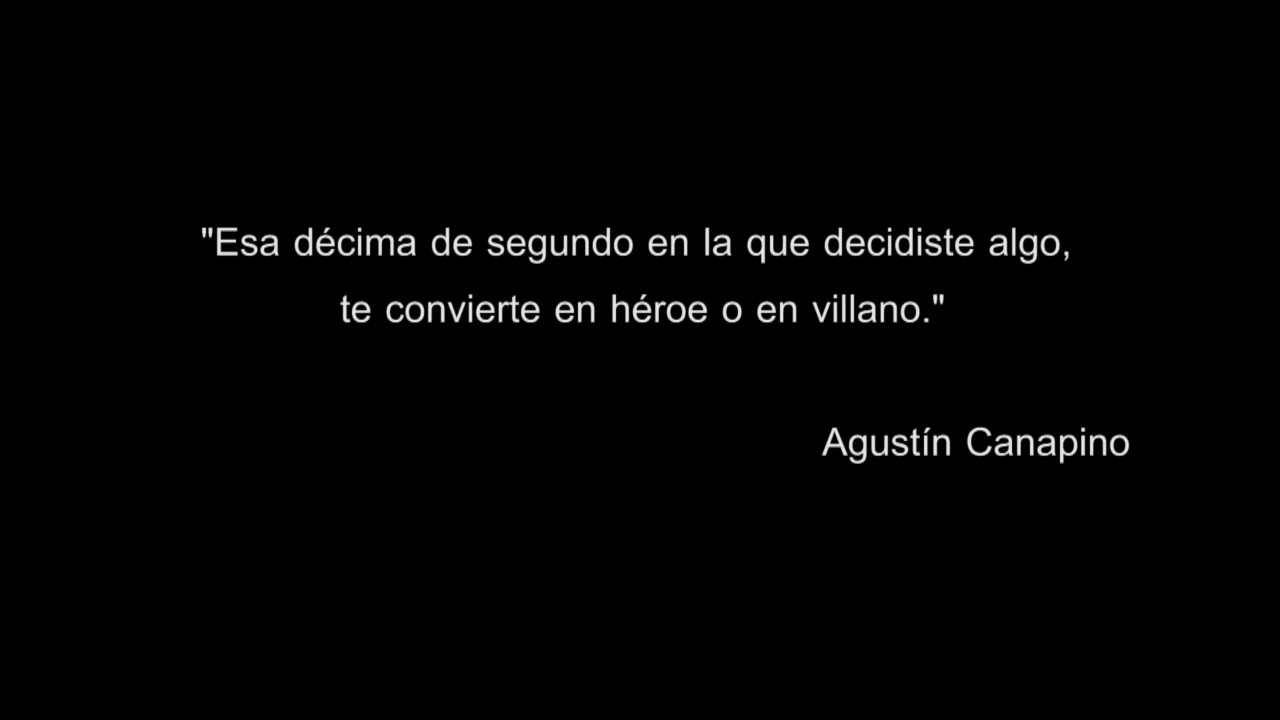 "Esa décima de segundo en la que decidiste algo,
te convierte en héroe o en villano."
Agustín Canapino